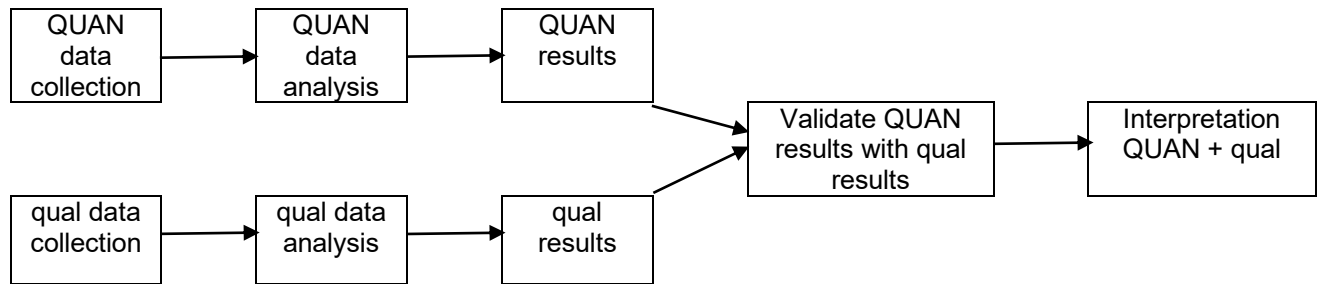 QUAN
data
collection
QUAN
data
analysis
QUAN
results
Validate QUAN
results with qual
results
Interpretation
QUAN + qual
qual data
collection
qual data
analysis
qual
results